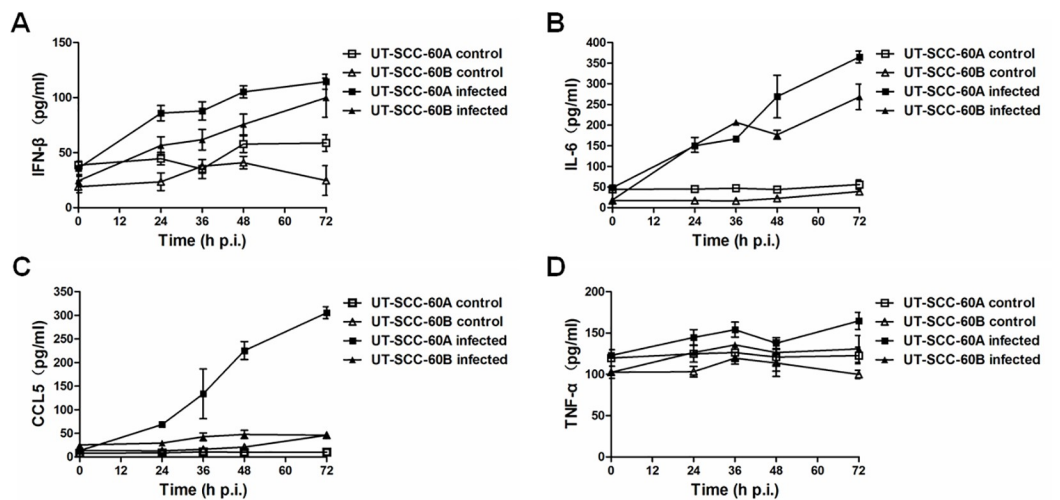 A
150
100
50
0
IFN-β (pg/ml)
0 12 24 36 48 60 72
Time (h p.i.)
UT-SCC-60A control
UT-SCC-60B control
UT-SCC-60A infected
UT-SCC-60B infected
B
400
350
300
250
200
150
100
50
0
IL-6 (pg/ml)
0 12 24 36 48 60 72
Time (h p.i.)
UT-SCC-60A control
UT-SCC-60B control
UT-SCC-60A infected
UT-SCC-60B infected
C
350
300
250
200
150
100
50
0
CCL5 (pg/ml)
0 12 24 36 48 60 72
Time (h p.i.)
UT-SCC-60A control
UT-SCC-60B control
UT-SCC-60A infected
UT-SCC-60B infected
D
200
150
100
50
0
TNF-α (pg/ml)
0 12 24 36 48 60 72
Time (h p.i.)
UT-SCC-60A control
UT-SCC-60B control
UT-SCC-60A infected
UT-SCC-60B infected